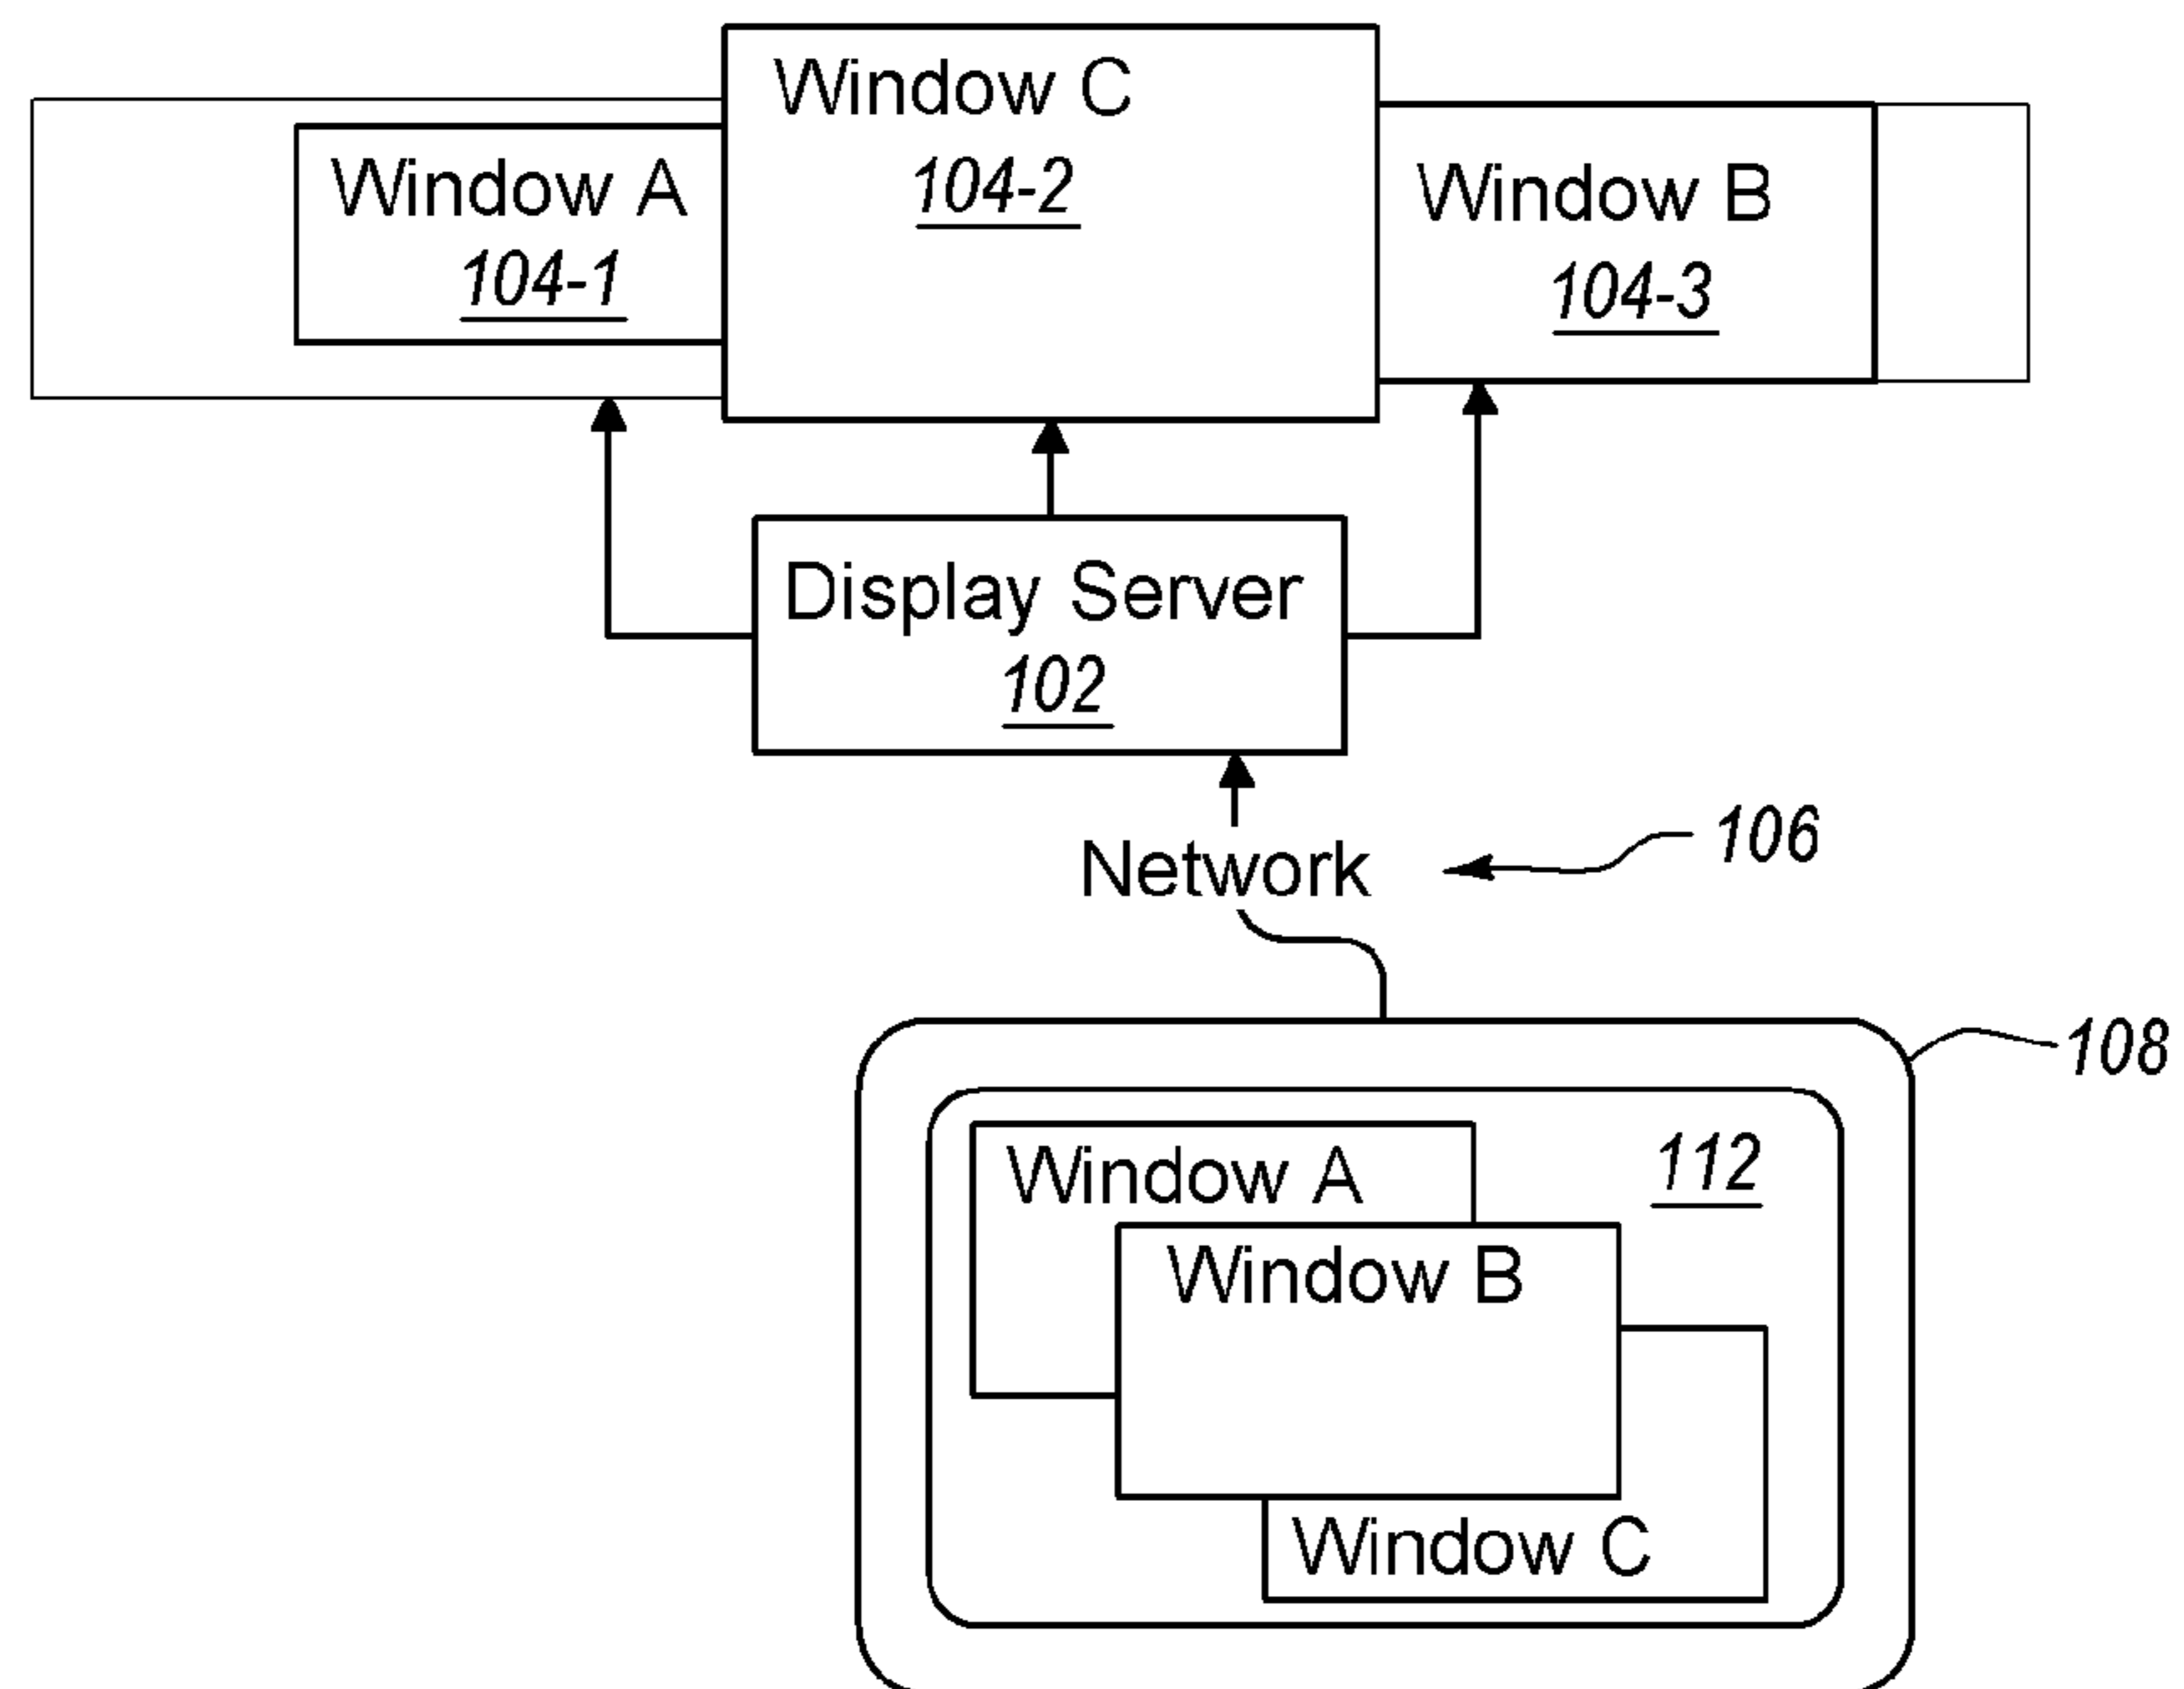 Window C
104-2
Window A
104-1
Window B
104-3
Display Server
102
Network
106
108
112
Window A
Window B
Window C